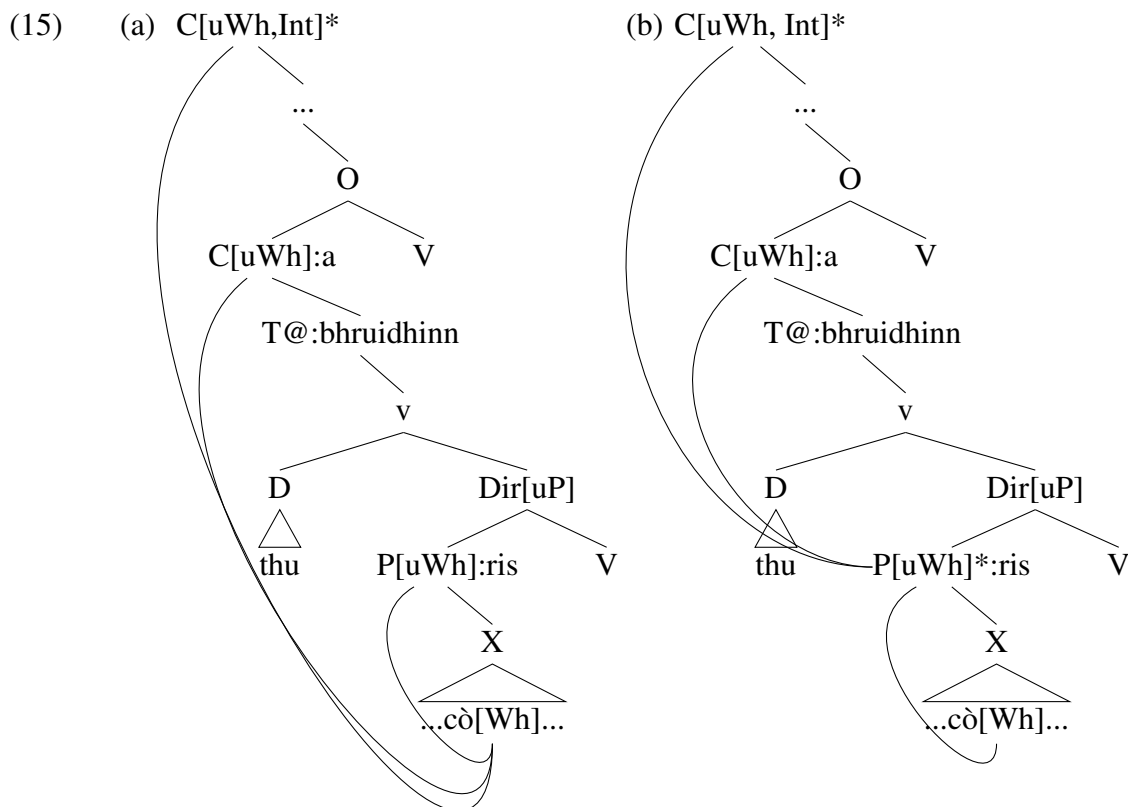 (15) (a) C[uWh,Int]* (b) C[uWh, Int]*
... ...
O O
C[uWh]:a V C[uWh]:a V
T@:bhruidhinn T@:bhruidhinn
v v
D Dir[uP] D Dir[uP]
thu P[uWh]:ris V thu P[uWh]*:ris V
X X
...cò[Wh]... ...cò[Wh]...